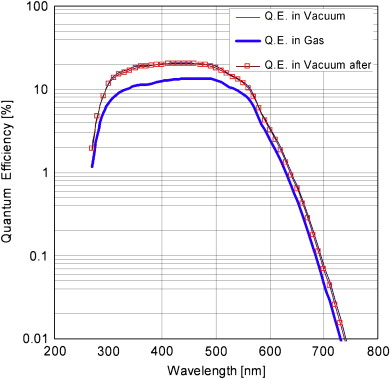 100
10
1
0.1
0.01
Quantum Efficiency [%]
Q.E. in Vacuum
Q.E. in Gas
Q.E. in Vacuum after
200 300 400 500 600 700 800
Wavelength [nm]